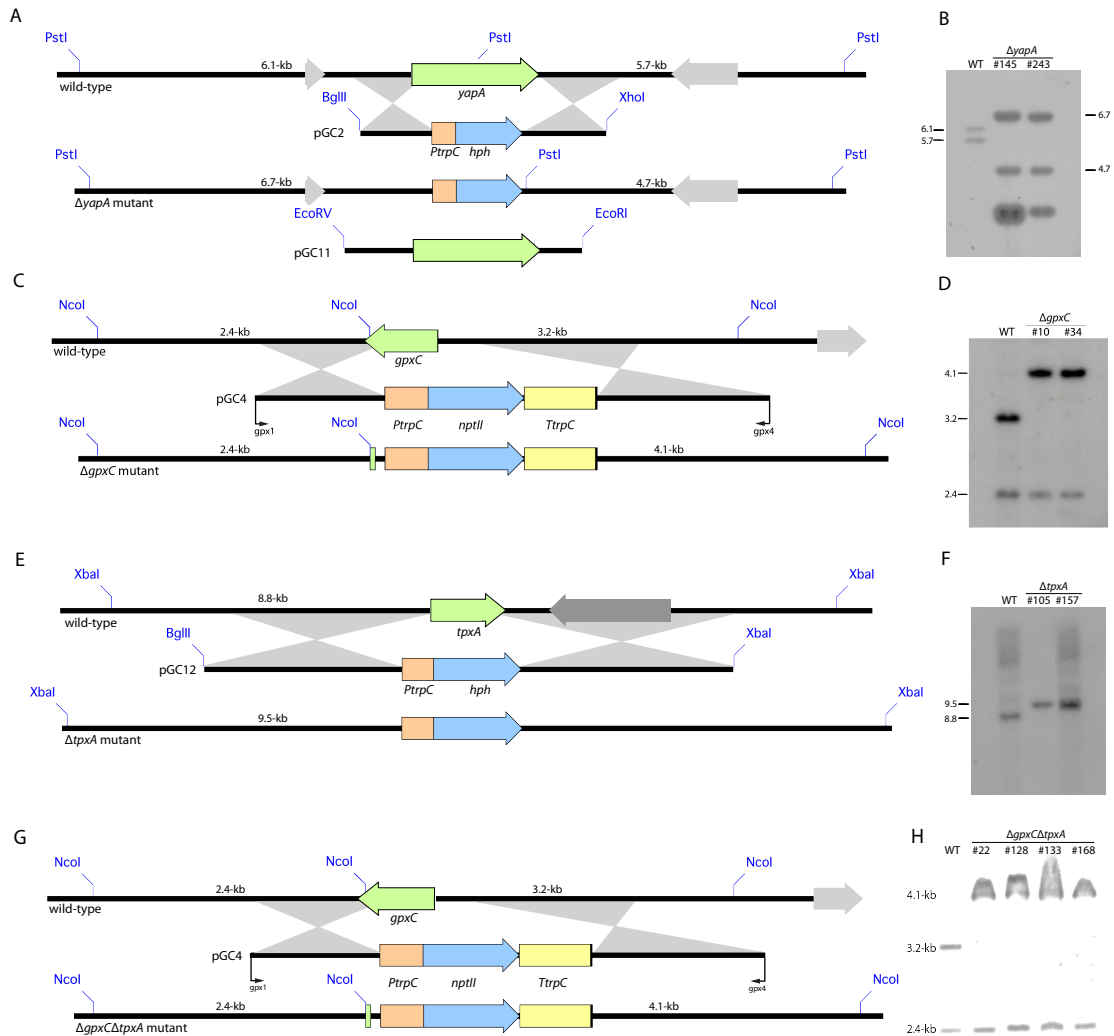 A
PstI
PstI
PstI
6.1-kb
5.7-kb
wild-type
yapA
BglII
XhoI
pGC2
PtrpC hph
PstI
PstI
PstI
6.7-kb
4.7-kb
ΔyapA mutant
EcoRV
EcoRI
pGC11
B
ΔyapA
WT #145 #243
6.1
5.7
6.7
4.7
C
NcoI
NcoI
NcoI
2.4-kb
3.2-kb
wild-type
gpxC
pGC4
gpx1
PtrpC nptII TtrpC
gpx4
NcoI
NcoI
NcoI
2.4-kb
4.1-kb
ΔgpxC mutant
D
ΔgpxC
WT #10 #34
4.1
3.2
2.4
E
XbaI
XbaI
8.8-kb
wild-type
tpxA
BglII
XbaI
pGC12
PtrpC hph
XbaI
XbaI
9.5-kb
ΔtpxA mutant
F
ΔtpxA
WT #105 #157
9.5
8.8
G
NcoI
NcoI
NcoI
2.4-kb
3.2-kb
wild-type
gpxC
pGC4
gpx1
PtrpC nptII TtrpC
gpx4
NcoI
NcoI
NcoI
2.4-kb
4.1-kb
ΔgpxCΔtpxA mutant
H
ΔgpxCΔtpxA
WT #22 #128 #133 #168
4.1-kb
3.2-kb
2.4-kb